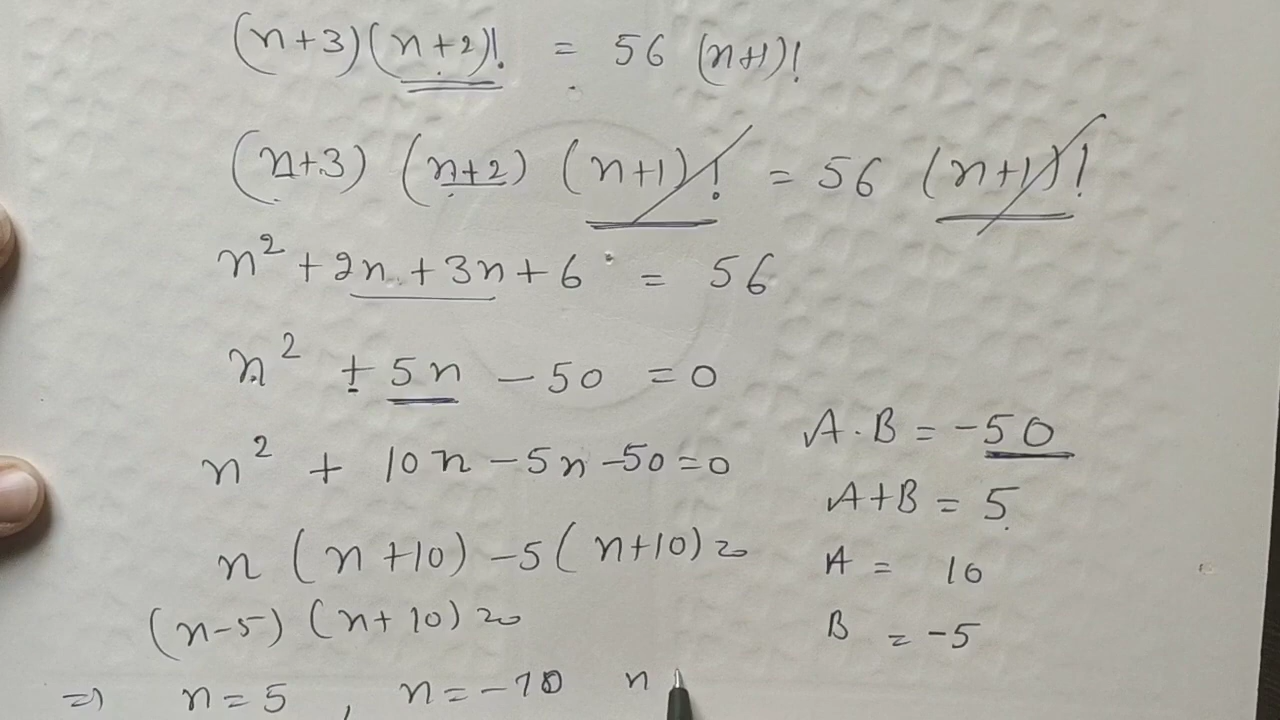 (n+3)(n+2)! = 56 (n+1)!
(n+3) (n+2) (n+1)! = 56 (n+1)!
n² + 2n + 3n + 6 = 56
n² + 5n - 50 = 0
n² + 10n - 5n - 50 = 0
n (n+10) - 5(n+10) = 0
(n-5) (n+10) = 0
⇒ n = 5 , n = -10 n
A.B = -50
A+B = 5
A = 10
B = -5